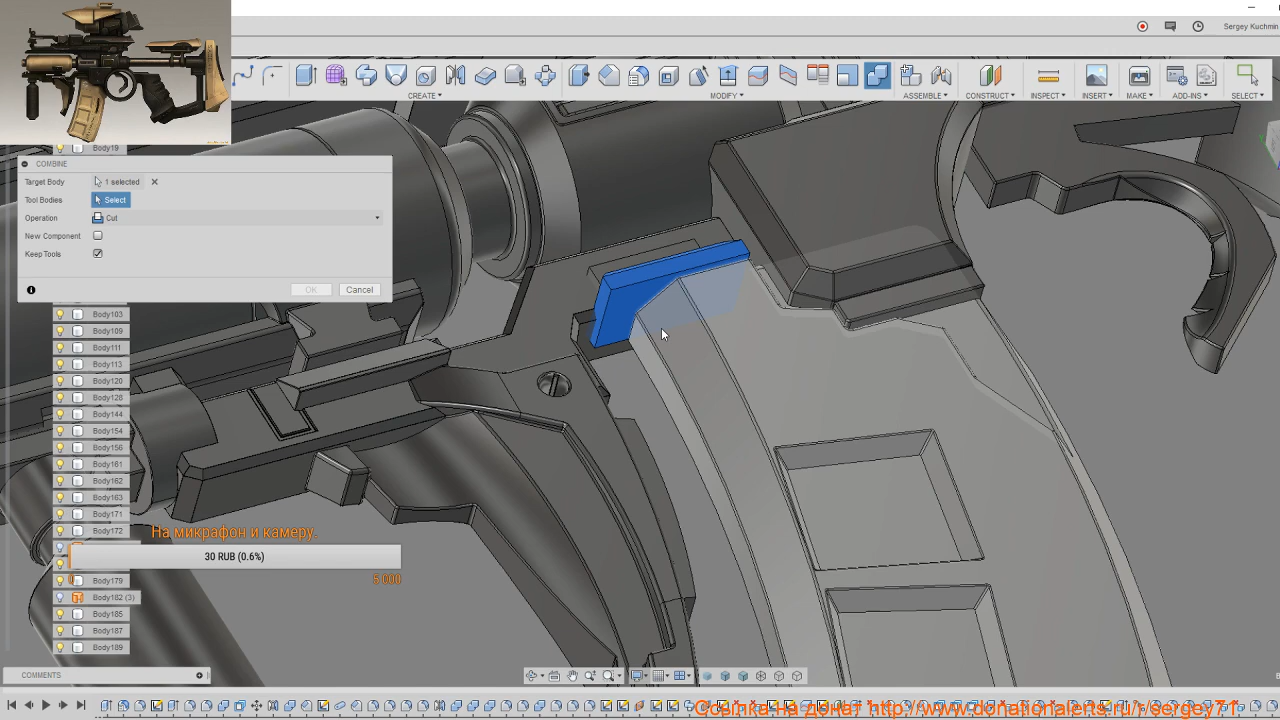 Sergey Kuchmin
CREATE
MODIFY
ASSEMBLE
CONSTRUCT
INSPECT
INSERT
MAKE
ADD-INS
SELECT
Body19
COMBINE
Target Body
1 selected
Tool Bodies
Select
Operation
Cut
New Component
Keep Tools
OK
Cancel
Body103
Body109
Body111
Body113
Body120
Body128
Body144
Body154
Body156
Body161
Body162
Body163
Body171
Body172
На микрафон и камеру.
30 RUB (0.6%)
5 000
Body179
Body182 (3)
Body185
Body187
Body189
COMMENTS
Ссылка на донат http://www.donationalerts.ru/r/sergey71